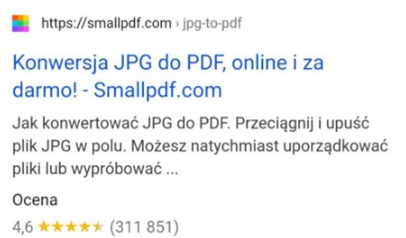 https://smallpdf.com › jpg-to-pdf
Konwersja JPG do PDF, online i za
darmo! - Smallpdf.com
Jak konwertować JPG do PDF. Przeciągnij i upuść
plik JPG w polu. Możesz natychmiast uporządkować
pliki lub wypróbować ...
Ocena
4,6 ★★★★★ (311 851)